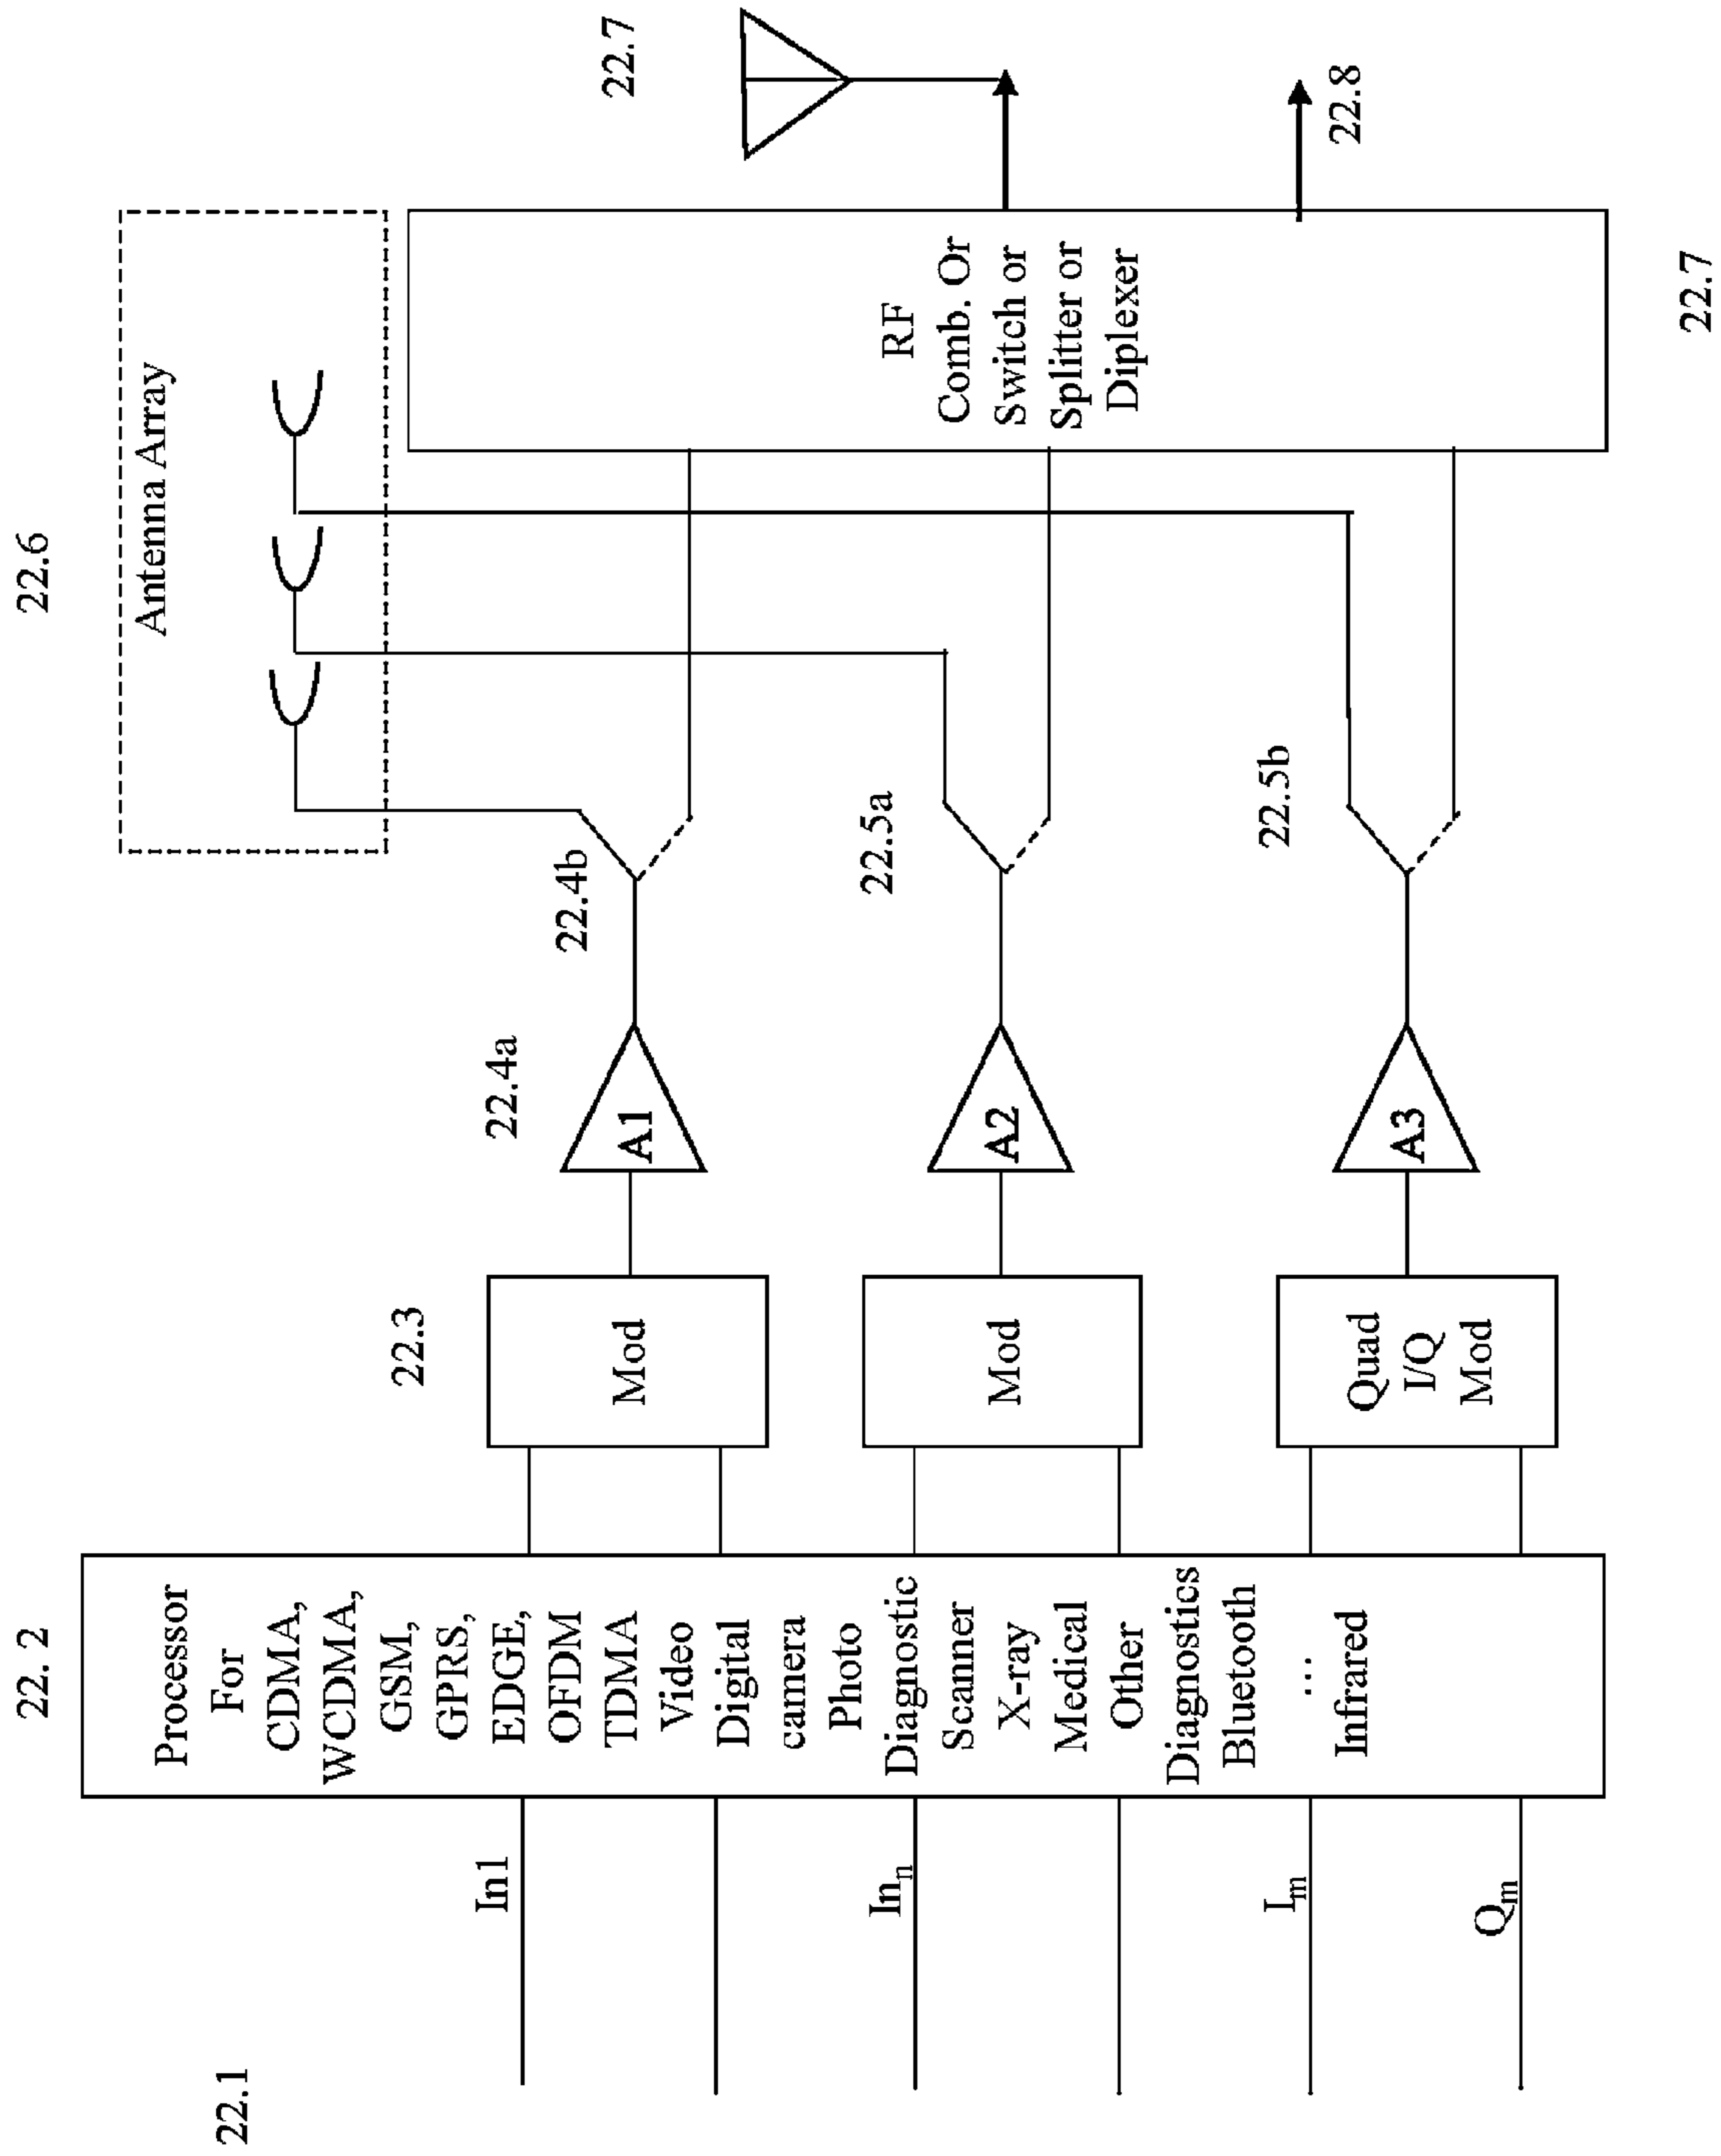 22.1
22. 2
Processor
For
CDMA,
WCDMA,
GSM,
GPRS,
EDGE,
OFDM
TDMA
Video
Digital
camera
Photo
Diagnostic
Scanner
X-ray
Medical
Other
Diagnostics
Bluetooth
...
Infrared
In1
Inn
Im
Qm
22.3
Mod
Mod
Quad
I/Q
Mod
22.4a
A1
A2
A3
22.4b
22.5a
22.5b
22.6
Antenna Array
RF
Comb. Or
Switch or
Splitter or
Diplexer
22.7
22.7
22.8